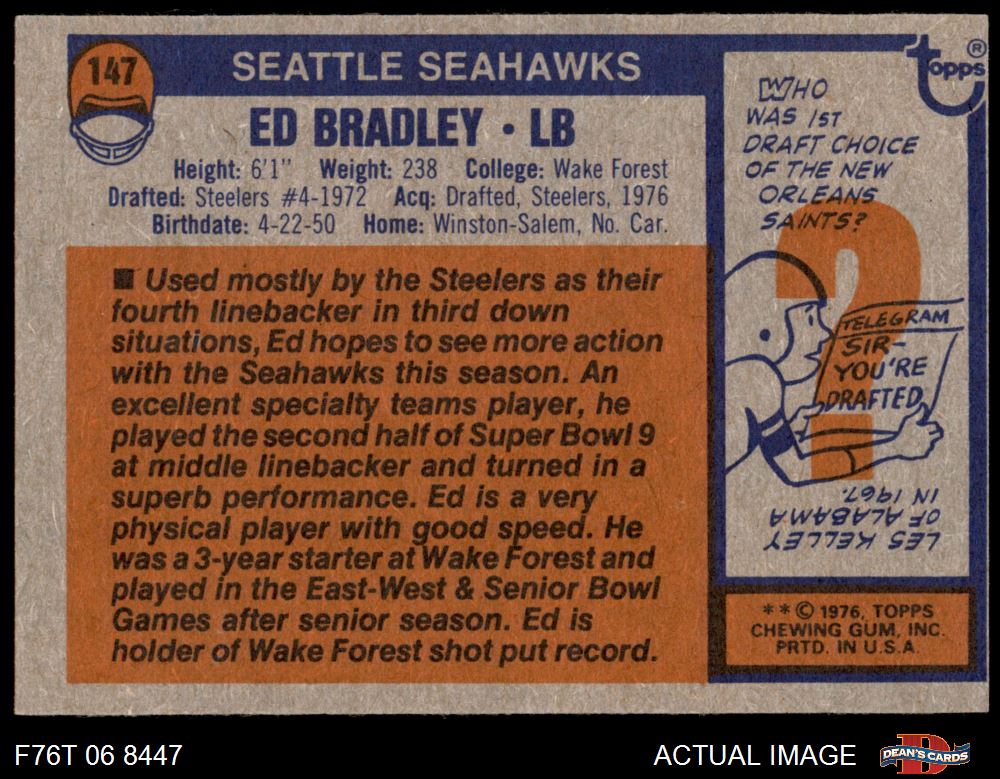 147
SEATTLE SEAHAWKS
ED BRADLEY • LB
Height: 6'1" Weight: 238 College: Wake Forest
Drafted: Steelers #4-1972 Acq: Drafted, Steelers, 1976
Birthdate: 4-22-50 Home: Winston-Salem, No. Car.
■ Used mostly by the Steelers as their
fourth linebacker in third down
situations, Ed hopes to see more action
with the Seahawks this season. An
excellent specialty teams player, he
played the second half of Super Bowl 9
at middle linebacker and turned in a
superb performance. Ed is a very
physical player with good speed. He
was a 3-year starter at Wake Forest and
played in the East-West & Senior Bowl
Games after senior season. Ed is
holder of Wake Forest shot put record.
topps®
WHO
WAS 1ST
DRAFT CHOICE
OF THE NEW
ORLEANS
SAINTS?
?
TELEGRAM
SIR-
YOU'RE
DRAFTED
LES KELLEY
OF ALABAMA
IN 1967.
** © 1976, TOPPS
CHEWING GUM, INC.
PRTD. IN U.S.A.
F76T 06 8447
ACTUAL IMAGE
DEAN'S CARDS